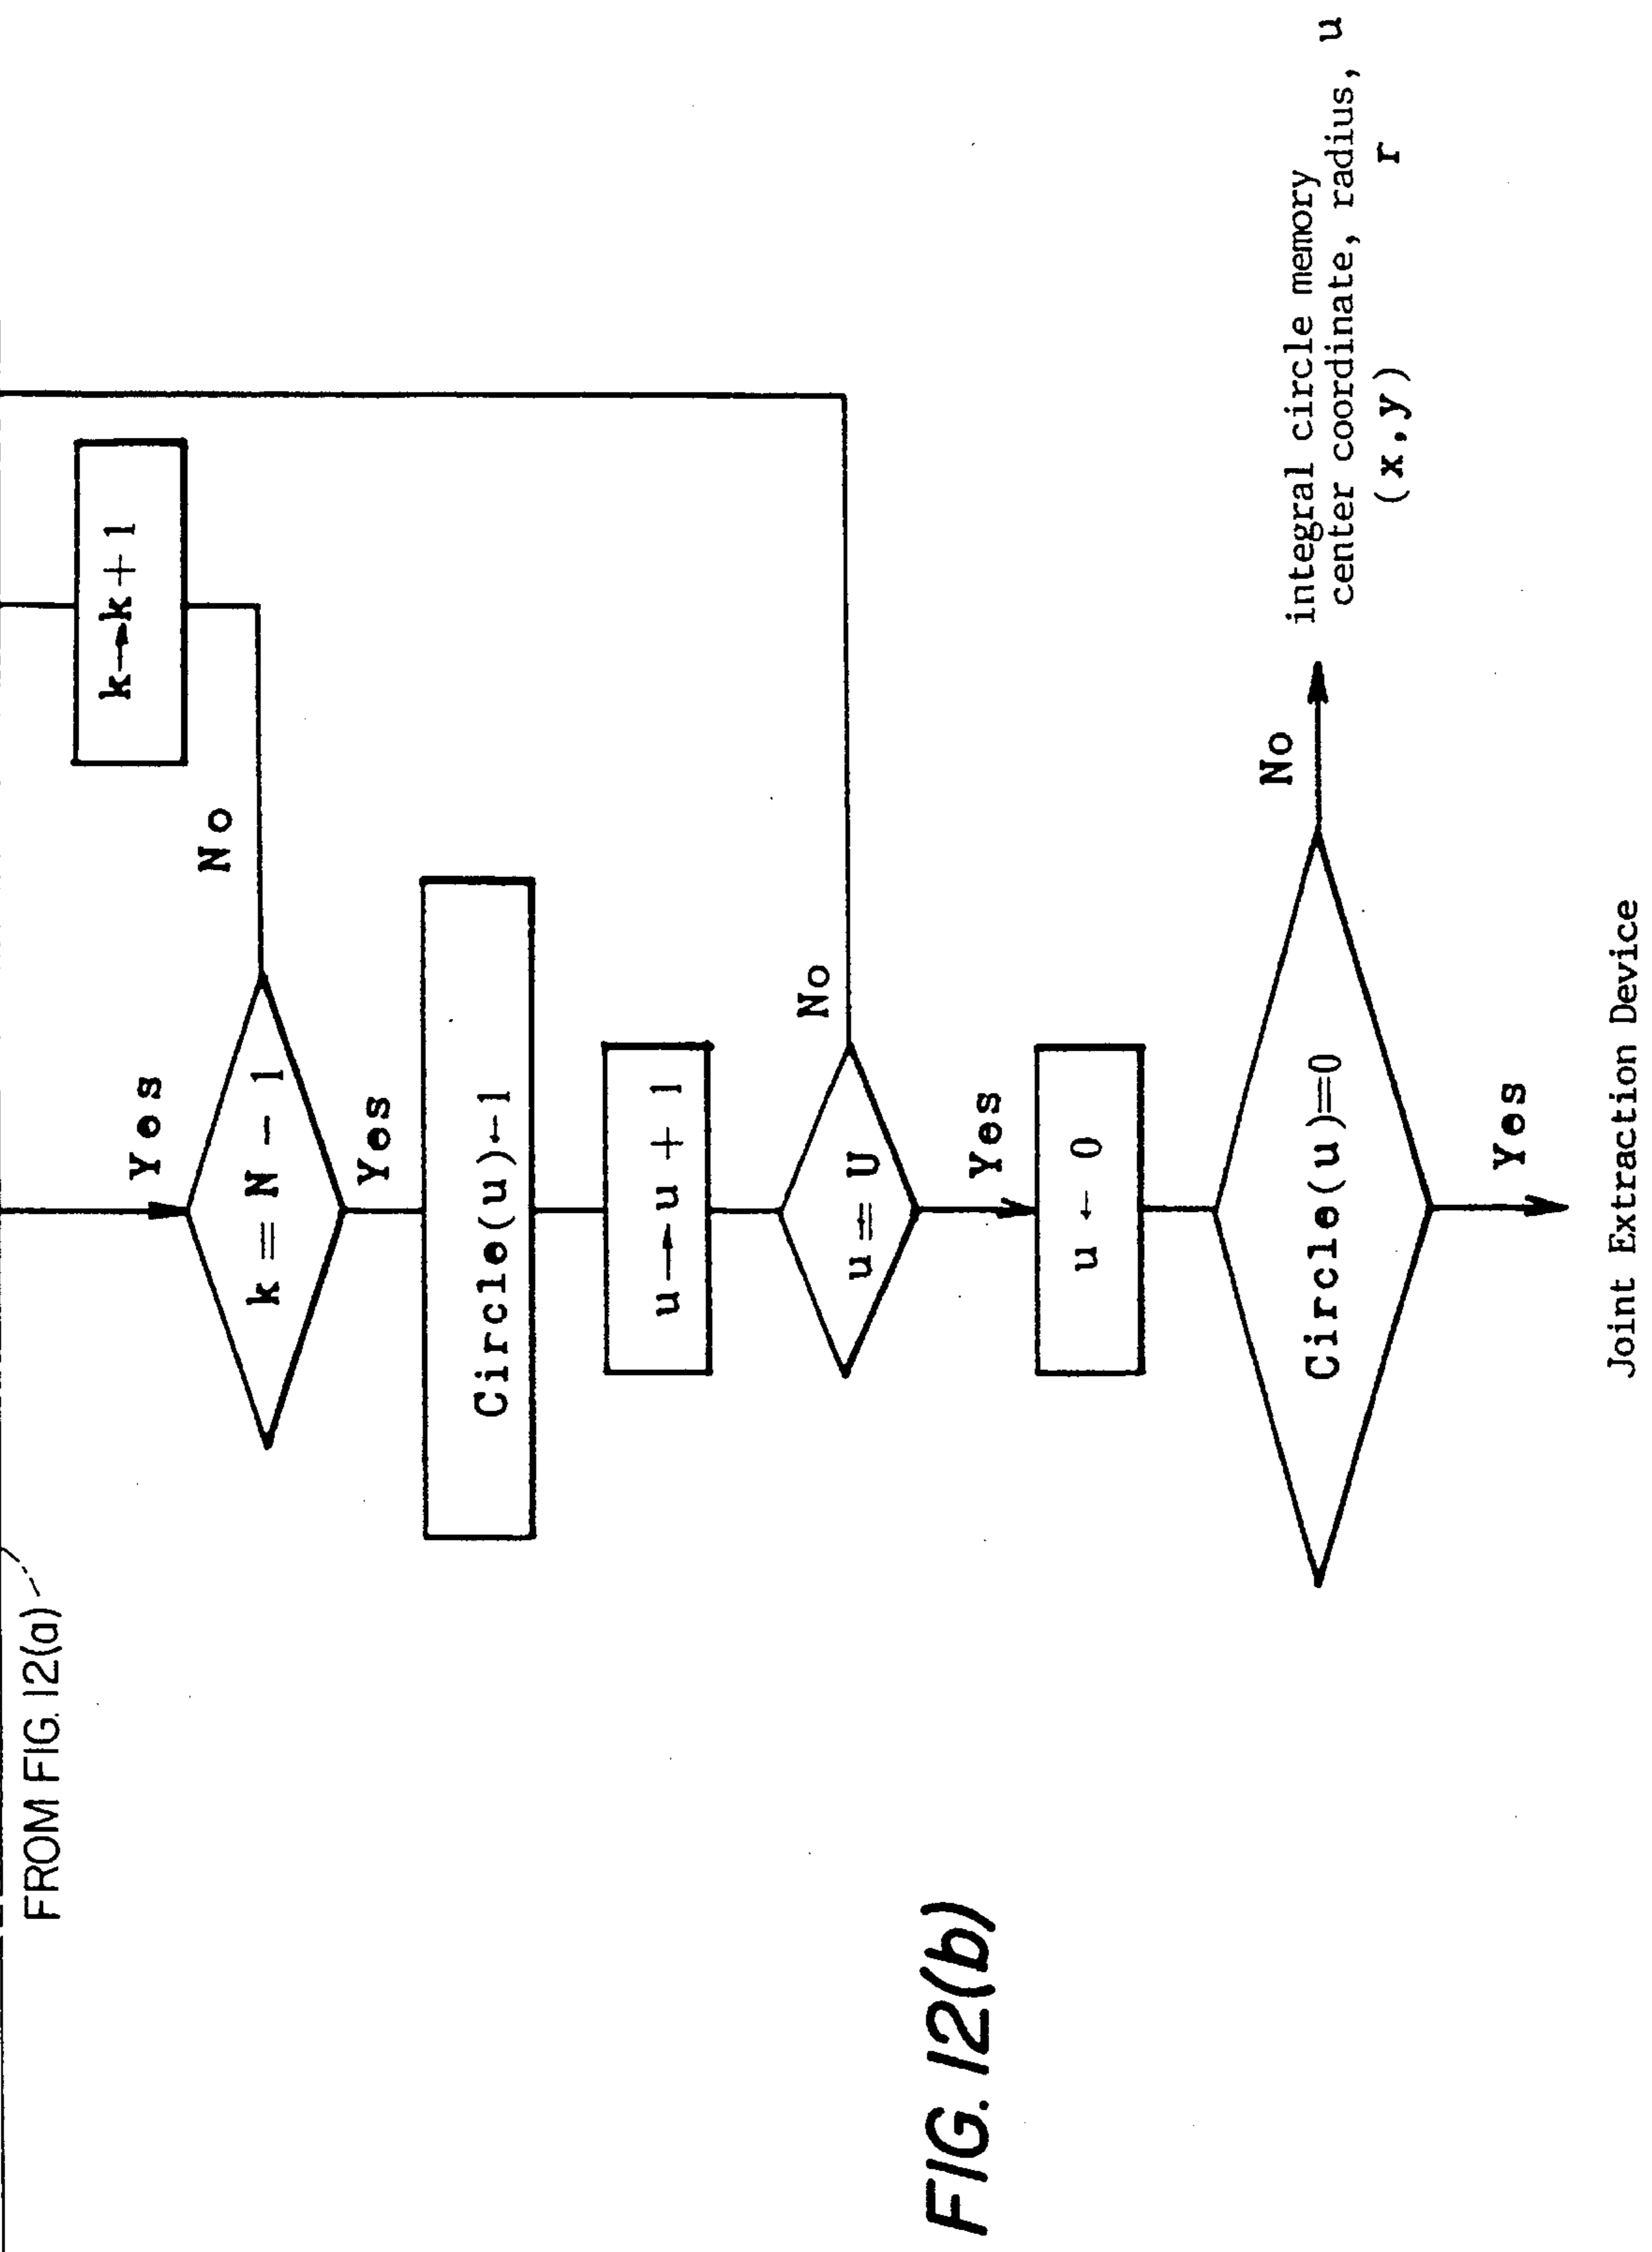 FROM FIG. 12(a)
Yes
k = N - 1
No
k→k + 1
Yes
Circle(u)←1
u→u + 1
u = U
No
Yes
u ← 0
Circle(u)=0
No
integral circle memory
center coordinate, radius, u
(x,y) r
Yes
Joint Extraction Device
FIG. 12(b)